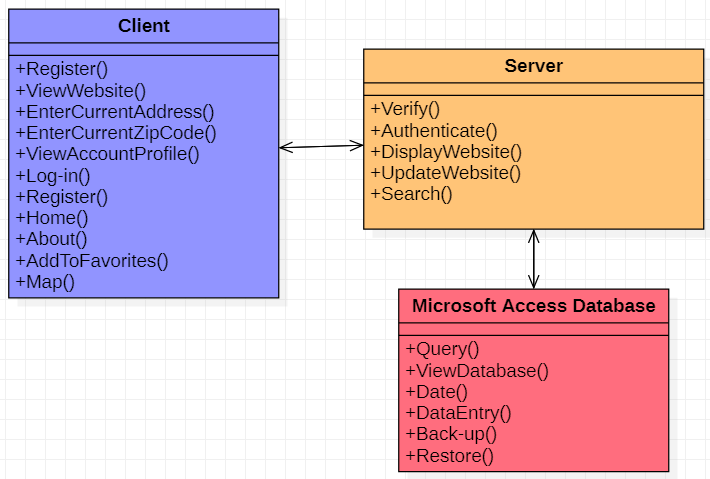 Client
+Register()
+ViewWebsite()
+EnterCurrentAddress()
+EnterCurrentZipCode()
+ViewAccountProfile()
+Log-in()
+Register()
+Home()
+About()
+AddToFavorites()
+Map()
Server
+Verify()
+Authenticate()
+DisplayWebsite()
+UpdateWebsite()
+Search()
Microsoft Access Database
+Query()
+ViewDatabase()
+Date()
+DataEntry()
+Back-up()
+Restore()